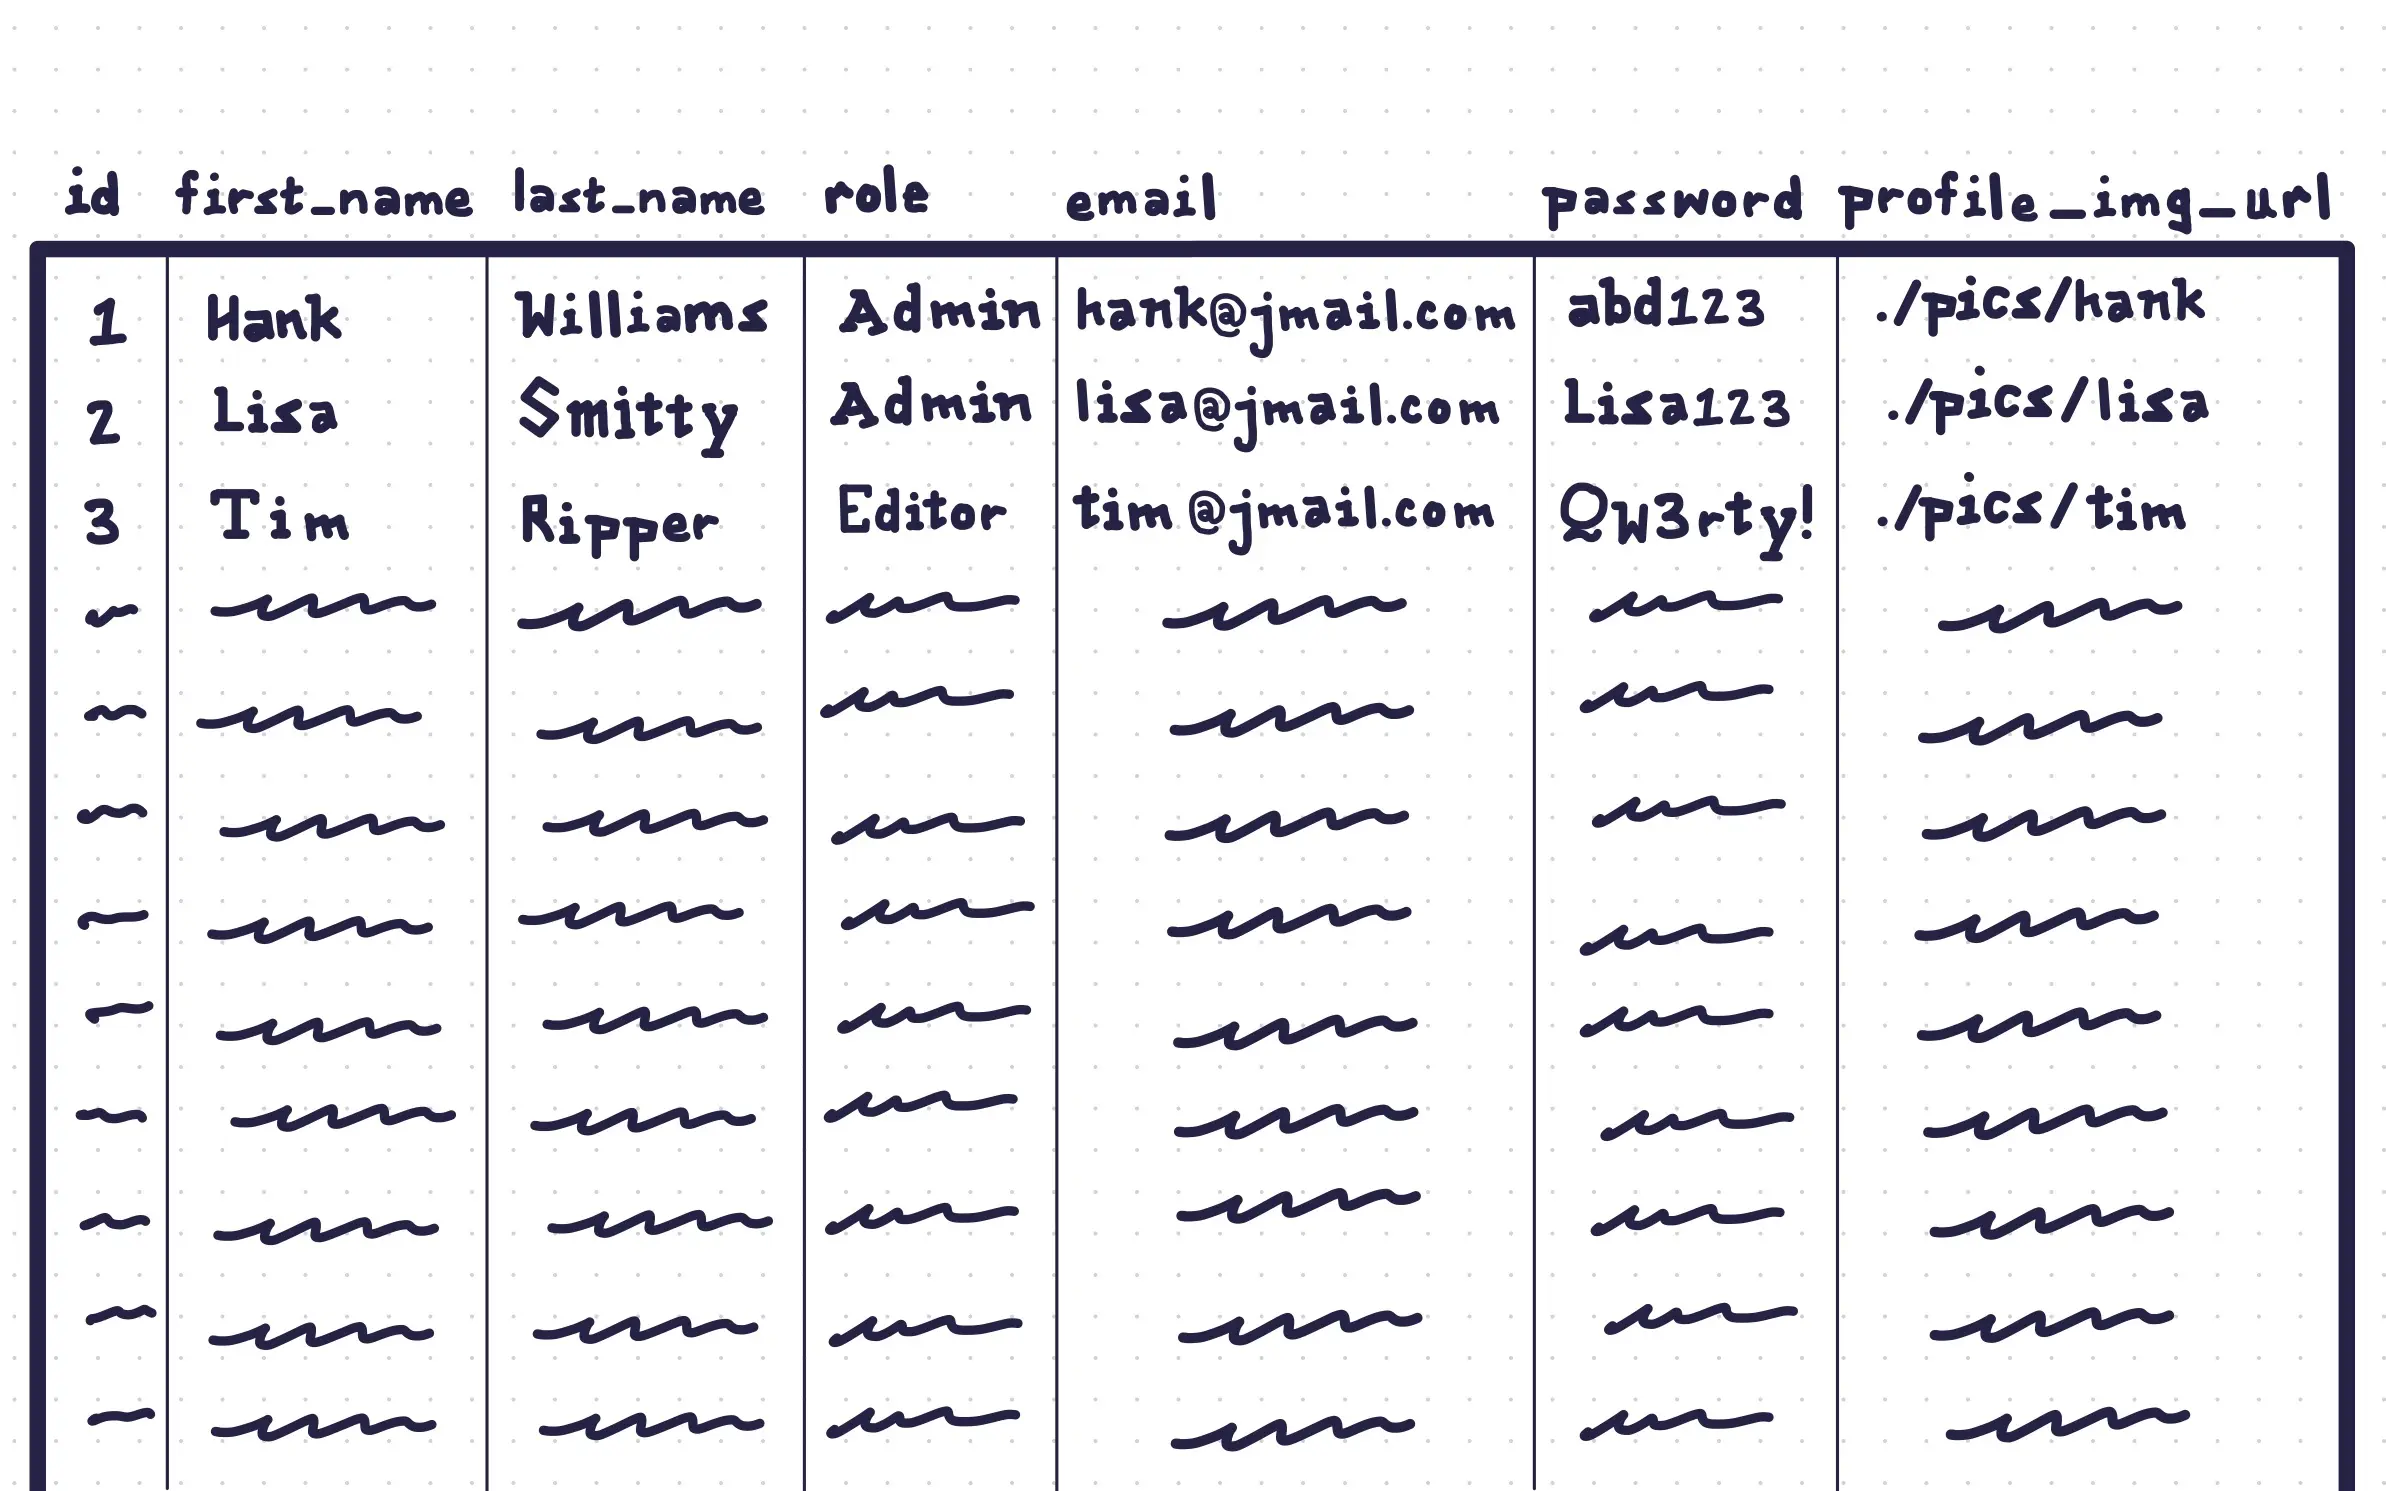 id first_name last_name role email password profile_img_url
1 Hank Williams Admin hank@jmail.com abd123 ./pics/hank
2 Lisa Smitty Admin lisa@jmail.com Lisa123 ./pics/lisa
3 Tim Ripper Editor tim@jmail.com QW3rty! ./pics/tim